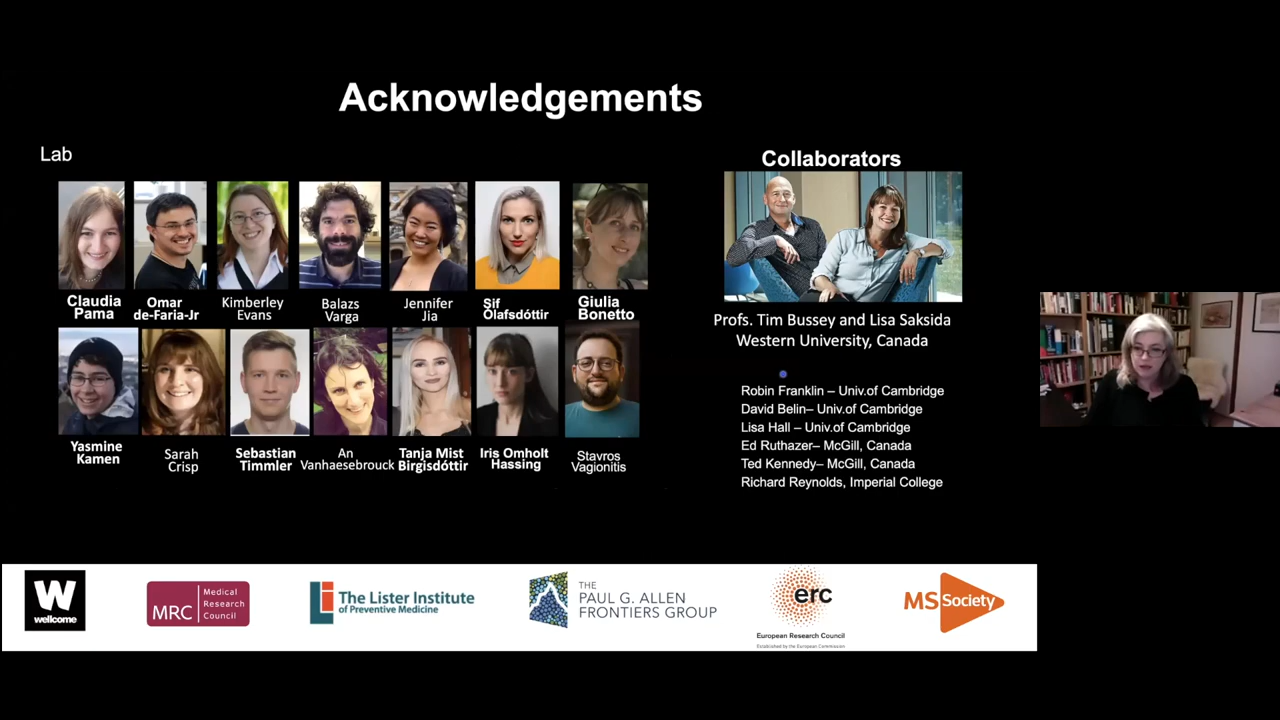 Acknowledgements
Lab
Collaborators
Claudia
Pama
Omar
de-Faria-Jr
Kimberley
Evans
Balazs
Varga
Jennifer
Jia
Sif
Ólafsdóttir
Giulia
Bonetto
Yasmine
Kamen
Sarah
Crisp
Sebastian
Timmler
An
Vanhaesebrouck
Tanja Mist
Birgisdóttir
Iris Omholt
Hassing
Stavros
Vagionitis
Profs. Tim Bussey and Lisa Saksida
Western University, Canada
Robin Franklin – Univ.of Cambridge
David Belin– Univ.of Cambridge
Lisa Hall – Univ.of Cambridge
Ed Ruthazer– McGill, Canada
Ted Kennedy– McGill, Canada
Richard Reynolds, Imperial College
W
wellcome
MRC
Medical
Research
Council
Li
The Lister Institute
of Preventive Medicine
THE
PAUL G. ALLEN
FRONTIERS GROUP
erc
European Research Council
Established by the European Commission
MS Society